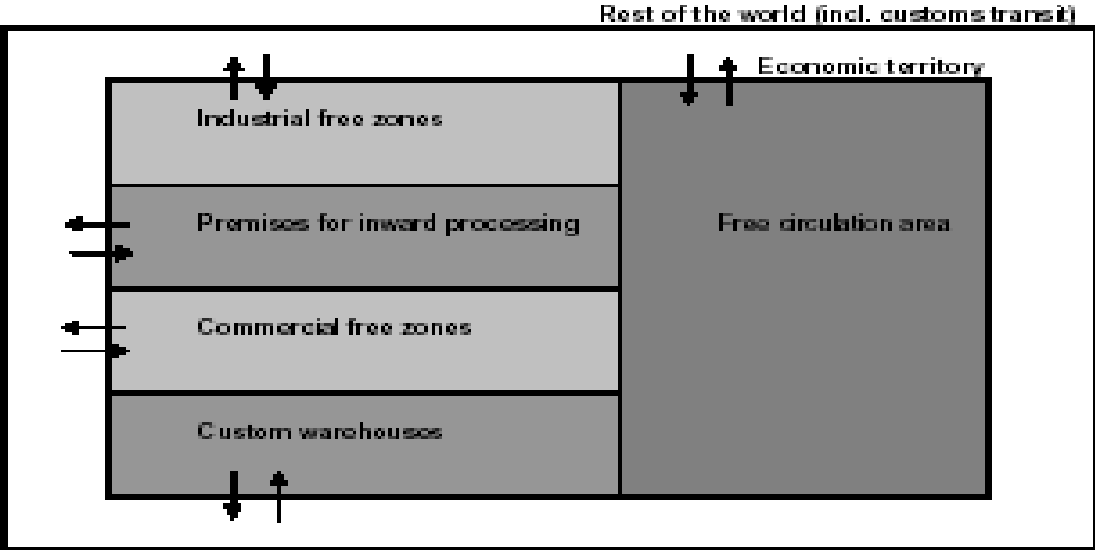 Rest of the world (incl. customs transit)
Economic territory
Industrial free zones
Premises for inward processing
Free circulation area
Commercial free zones
Custom warehouses